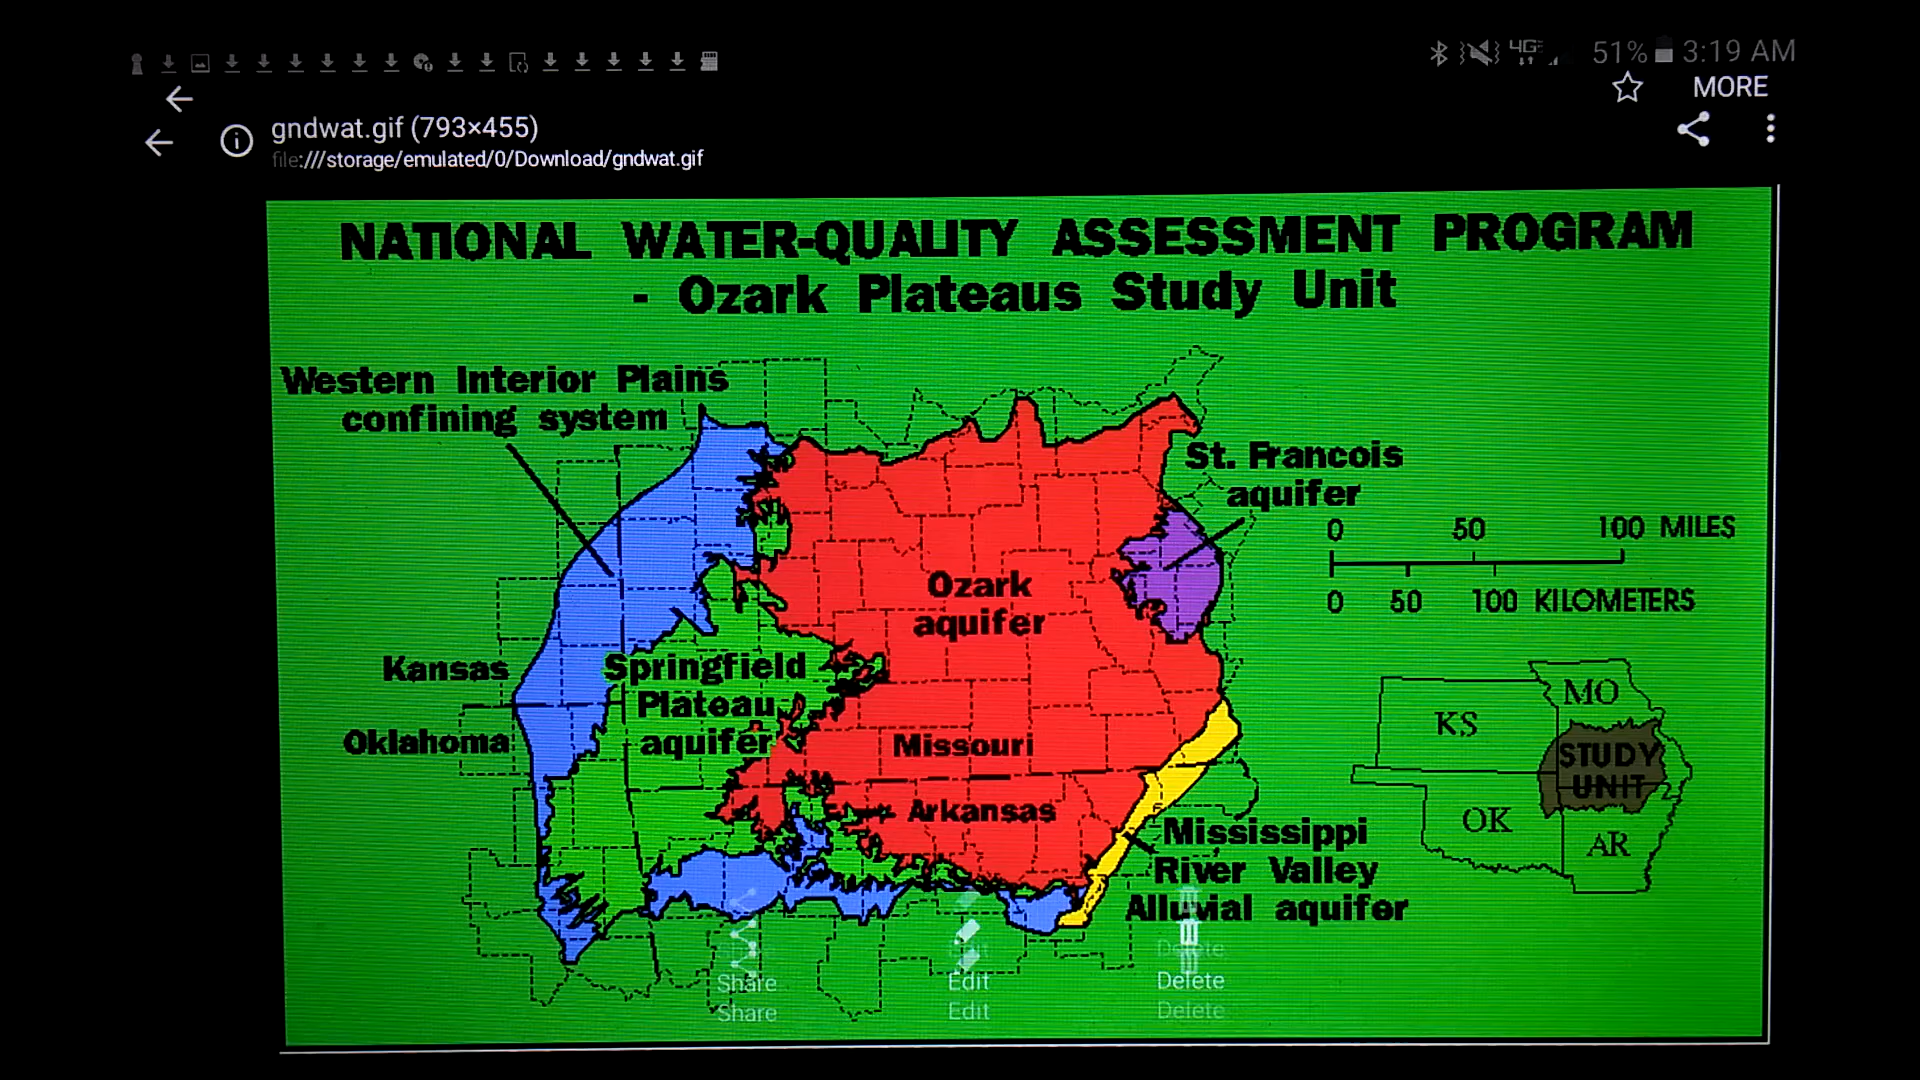 4G 51% 3:19 AM
MORE
gndwat.gif (793×455)
file:///storage/emulated/0/Download/gndwat.gif
NATIONAL WATER-QUALITY ASSESSMENT PROGRAM
- Ozark Plateaus Study Unit
Western Interior Plains
confining system
St. Francois
aquifer
0 50 100 MILES
0 50 100 KILOMETERS
Ozark
aquifer
Kansas
Springfield
Plateau
aquifer
Oklahoma
Missouri
Arkansas
Mississippi
River Valley
Alluvial aquifer
MO
KS
STUDY
UNIT
OK
AR
Share
Edit
Delete
Delete
Share
Edit
Delete